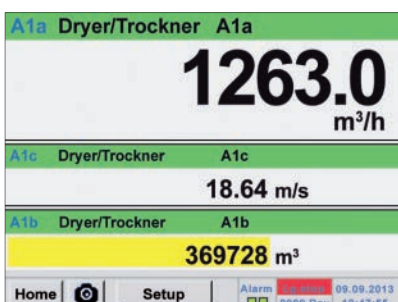 A1a Dryer/Trockner A1a
1263.0
m³/h
A1c Dryer/Trockner A1c
18.64 m/s
A1b Dryer/Trockner A1b
369728 m³
Home Setup Alarm 09.09.2013